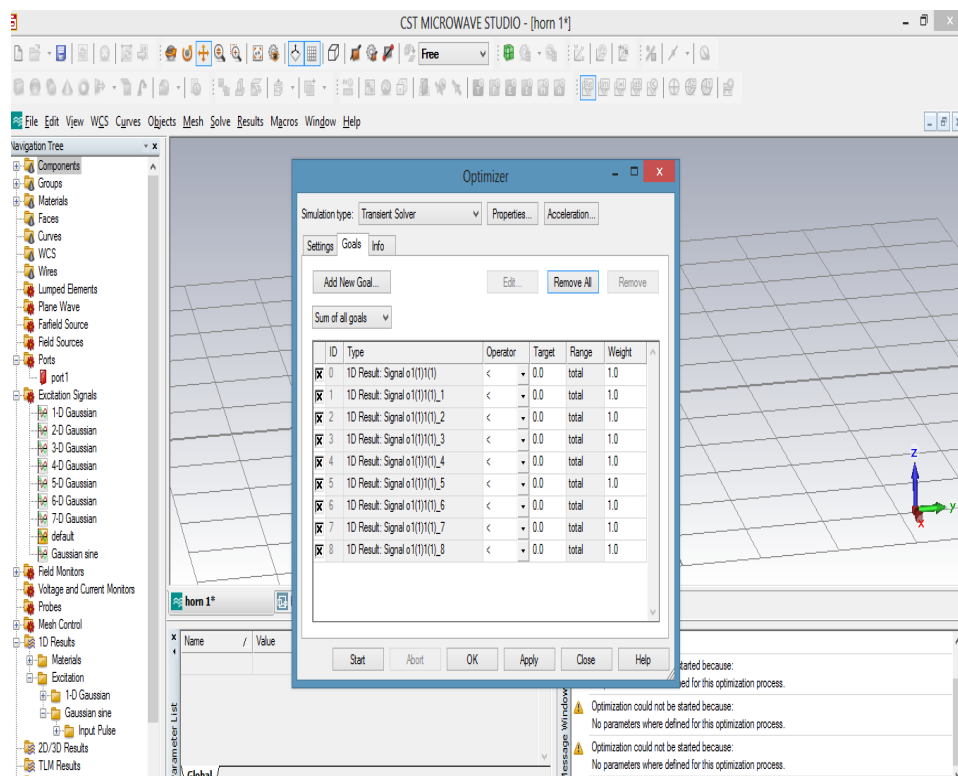 CST MICROWAVE STUDIO - [horn 1*]
Free
File Edit View WCS Curves Objects Mesh Solve Results Macros Window Help
Navigation Tree
Components
Groups
Materials
Faces
Curves
WCS
Wires
Lumped Elements
Plane Wave
Farfield Source
Field Sources
Ports
port1
Excitation Signals
1-D Gaussian
2-D Gaussian
3-D Gaussian
4-D Gaussian
5-D Gaussian
6-D Gaussian
7-D Gaussian
default
Gaussian sine
Field Monitors
Voltage and Current Monitors
Probes
Mesh Control
1D Results
Materials
Excitation
1-D Gaussian
Gaussian sine
Input Pulse
2D/3D Results
TLM Results
Optimizer
Simulation type: Transient Solver Properties... Acceleration...
Settings Goals Info
Add New Goal... Edit... Remove All Remove
Sum of all goals
ID Type Operator Target Range Weight
0 1D Result: Signal o1(1)1(1) < 0.0 total 1.0
1 1D Result: Signal o1(1)1(1)_1 < 0.0 total 1.0
2 1D Result: Signal o1(1)1(1)_2 < 0.0 total 1.0
3 1D Result: Signal o1(1)1(1)_3 < 0.0 total 1.0
4 1D Result: Signal o1(1)1(1)_4 < 0.0 total 1.0
5 1D Result: Signal o1(1)1(1)_5 < 0.0 total 1.0
6 1D Result: Signal o1(1)1(1)_6 < 0.0 total 1.0
7 1D Result: Signal o1(1)1(1)_7 < 0.0 total 1.0
8 1D Result: Signal o1(1)1(1)_8 < 0.0 total 1.0
Start Abort OK Apply Close Help
z
y
x
horn 1*
Name / Value
Parameter List
Global
Message Window
started because:
ed for this optimization process.
Optimization could not be started because:
No parameters where defined for this optimization process.
Optimization could not be started because:
No parameters where defined for this optimization process.